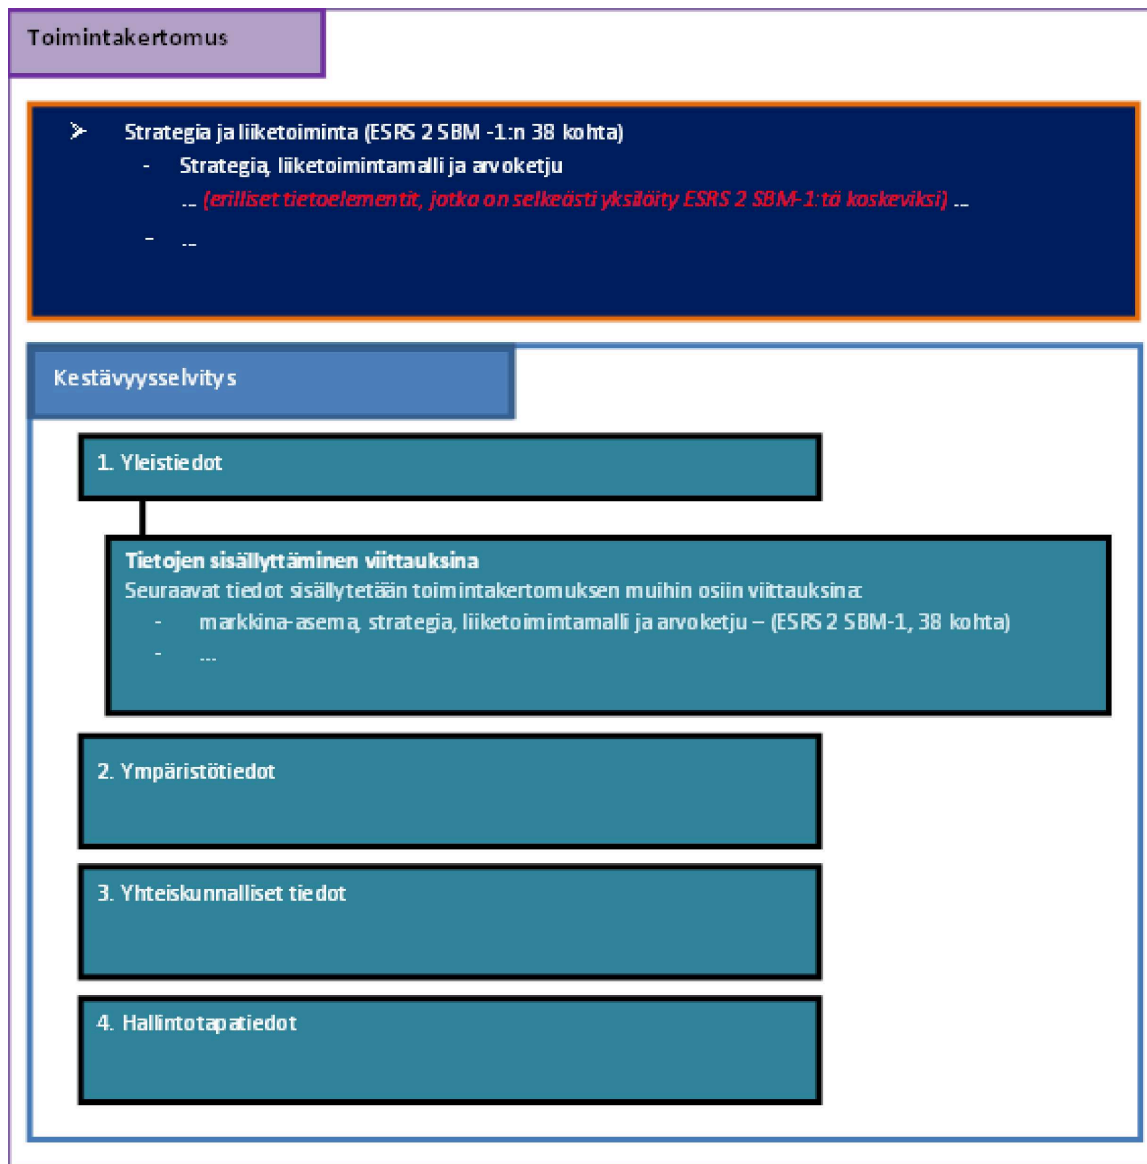 Toimintakertomus
➢ Strategia ja liiketoiminta (ESRS 2 SBM -1:n 38 kohta)
- Strategia, liiketoimintamalli ja arvoketju
... (erilliset tietoelementit, jotka on selkeästi yksilöity ESRS 2 SBM-1:tä koskeviksi) ...
- ...
Kestävyysselvitys
1. Yleistiedot
Tietojen sisällyttäminen viittauksina
Seuraavat tiedot sisällytetään toimintakertomuksen muihin osiin viittauksina:
- markkina-asema, strategia, liiketoimintamalli ja arvoketju – (ESRS 2 SBM-1, 38 kohta)
- ...
2. Ympäristötiedot
3. Yhteiskunnalliset tiedot
4. Hallintotapatiedot